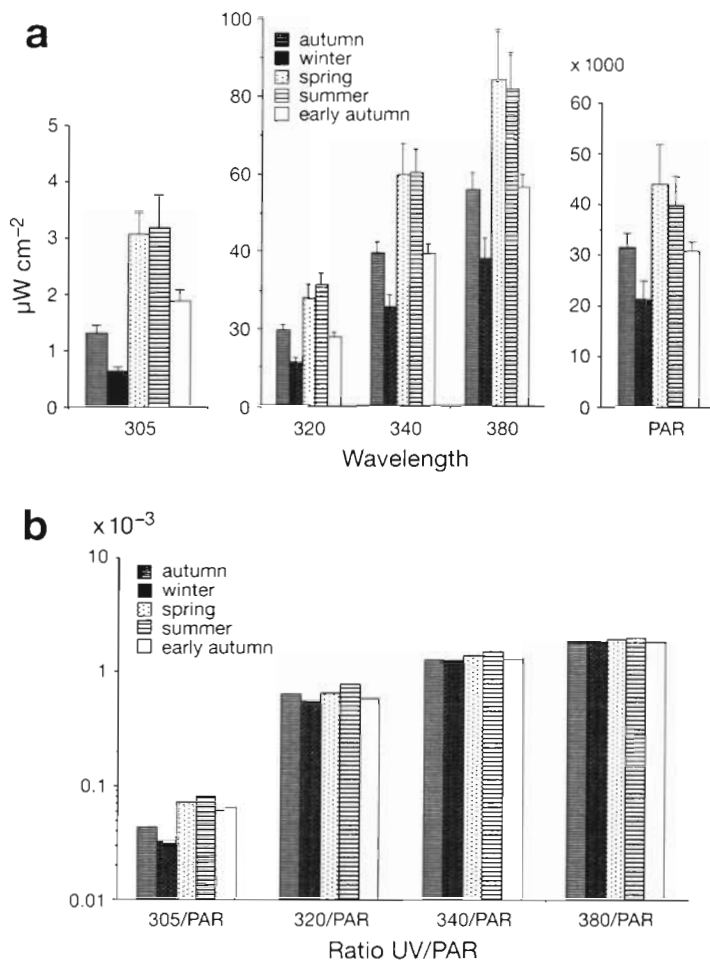 a
µW cm⁻²
5
4
3
2
1
0
305
100
80
60
40
30
0
autumn
winter
spring
summer
early autumn
320
340
380
Wavelength
x 1000
60
50
40
30
20
10
0
PAR
b
x 10⁻³
10
1
0.1
0.01
autumn
winter
spring
summer
early autumn
305/PAR
320/PAR
340/PAR
380/PAR
Ratio UV/PAR